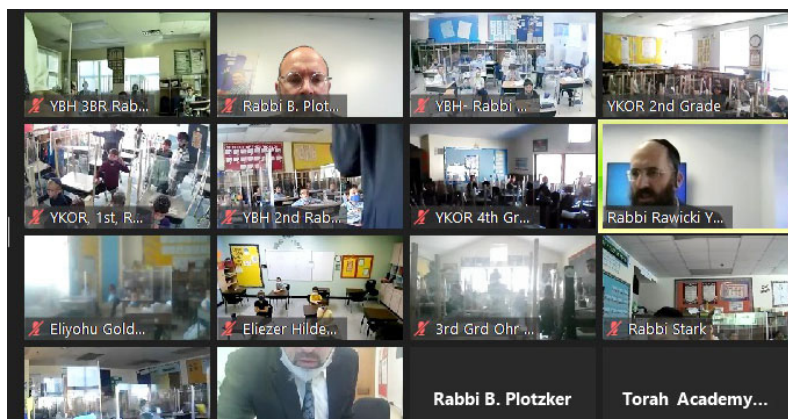 YBH 3BR Rab...
Rabbi B. Plot...
YBH- Rabbi ...
YKOR 2nd Grade
YKOR, 1st, R...
YBH 2nd Rab...
YKOR 4th Gr...
Rabbi Rawicki Y...
Eliyohu Gold...
Eliezer Hilde...
3rd Grd Ohr ...
Rabbi Stark
Rabbi B. Plotzker
Torah Academy...